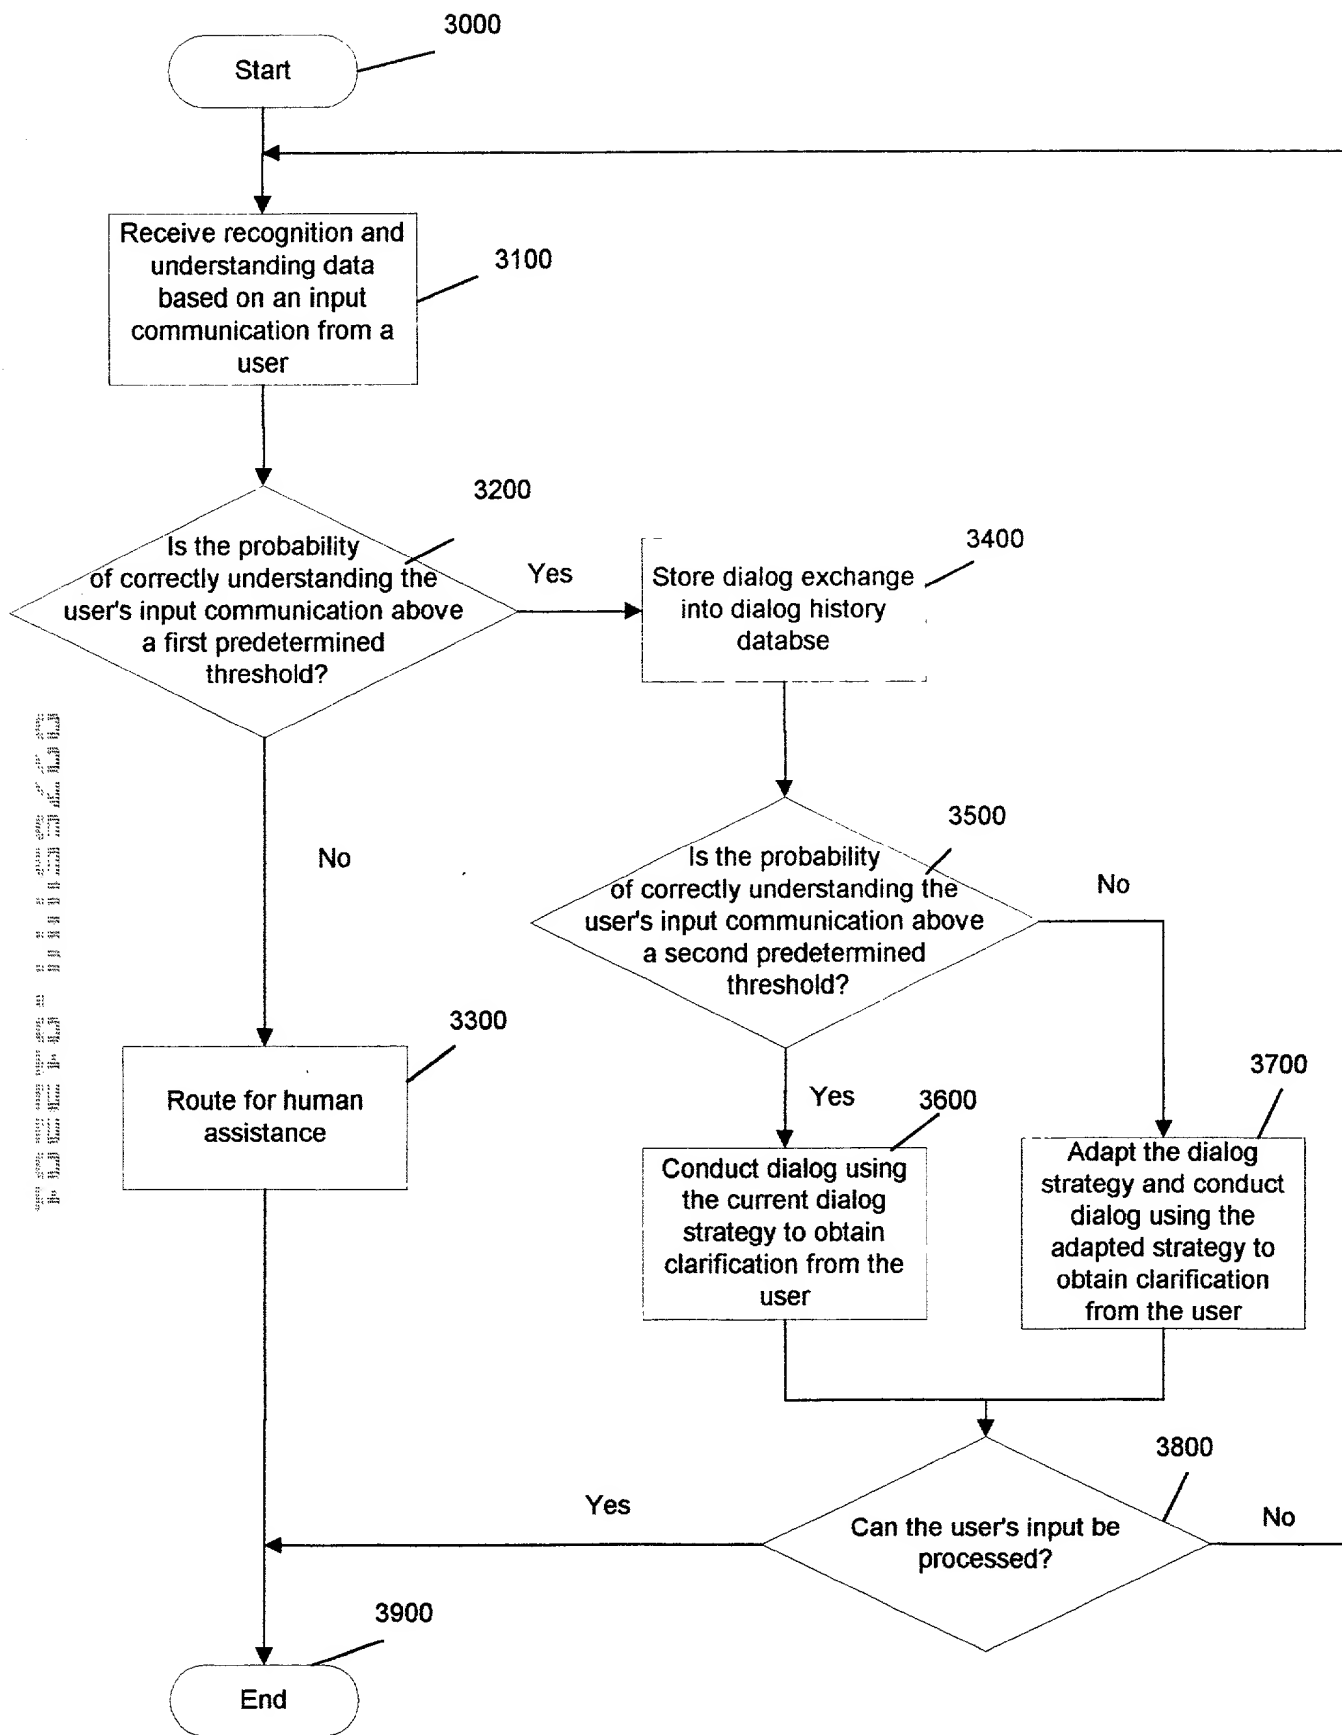 3000
Start
Receive recognition and
understanding data
based on an input
communication from a
user
3100
3200
Is the probability
of correctly understanding the
user's input communication above
a first predetermined
threshold?
Yes
3400
Store dialog exchange
into dialog history
databse
No
3500
Is the probability
of correctly understanding the
user's input communication above
a second predetermined
threshold?
No
3300
Route for human
assistance
Yes
3600
Conduct dialog using
the current dialog
strategy to obtain
clarification from the
user
3700
Adapt the dialog
strategy and conduct
dialog using the
adapted strategy to
obtain clarification
from the user
3800
Can the user's input be
processed?
Yes
No
3900
End